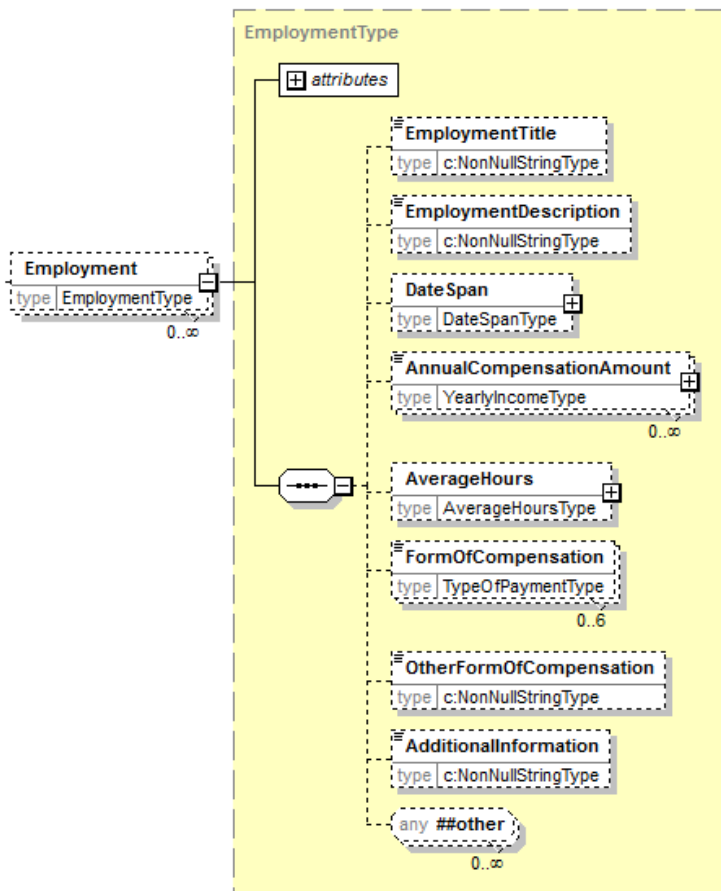 EmploymentType
attributes
EmploymentTitle
type c:NonNullStringType
EmploymentDescription
type c:NonNullStringType
Employment
type EmploymentType
0..∞
DateSpan
type DateSpanType
AnnualCompensationAmount
type YearlyIncomeType
0..∞
AverageHours
type AverageHoursType
FormOfCompensation
type TypeOfPaymentType
0..6
OtherFormOfCompensation
type c:NonNullStringType
AdditionalInformation
type c:NonNullStringType
any ##other
0..∞